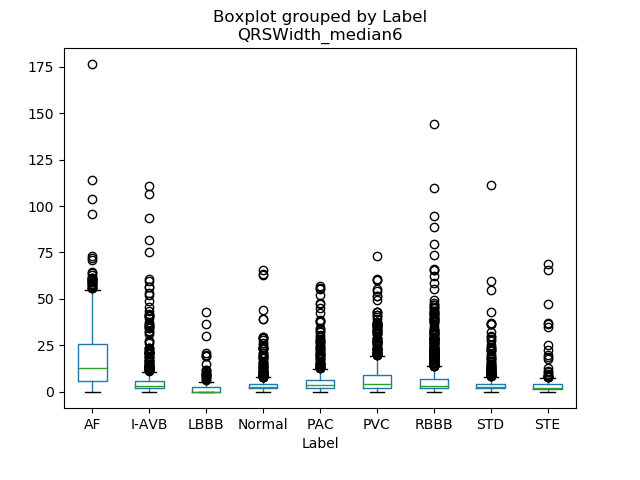 Boxplot grouped by Label
QRSWidth_median6
175
150
125
100
75
50
25
0
AF I-AVB LBBB Normal PAC PVC RBBB STD STE
Label